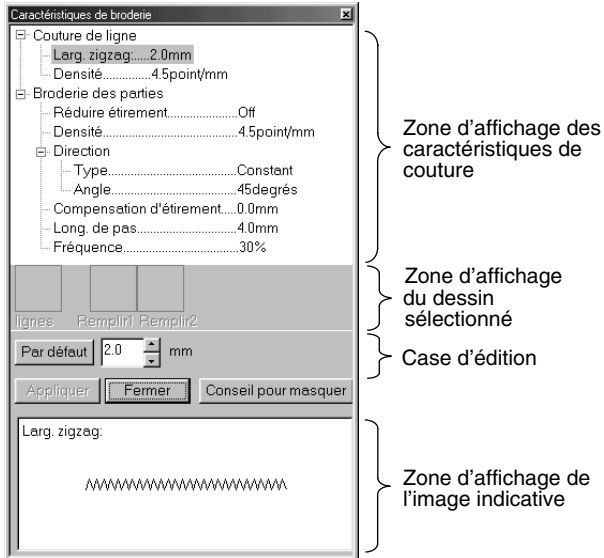 Caractéristiques de broderie
Couture de ligne
Larg. zigzag:.....2.0mm
Densité..............4.5point/mm
Broderie des parties
Réduire étirement.....................Off
Densité.........................................4.5point/mm
Direction
Type......................................Constant
Angle.....................................45degrés
Compensation d'étirement....0.0mm
Long. de pas...............................4.0mm
Fréquence..................................30%
Zone d'affichage des
caractéristiques de
couture
lignes Remplir1 Remplir2
Zone d'affichage
du dessin
sélectionné
Par défaut 2.0 mm
Case d'édition
Appliquer Fermer Conseil pour masquer
Larg. zigzag:
Zone d'affichage de
l'image indicative